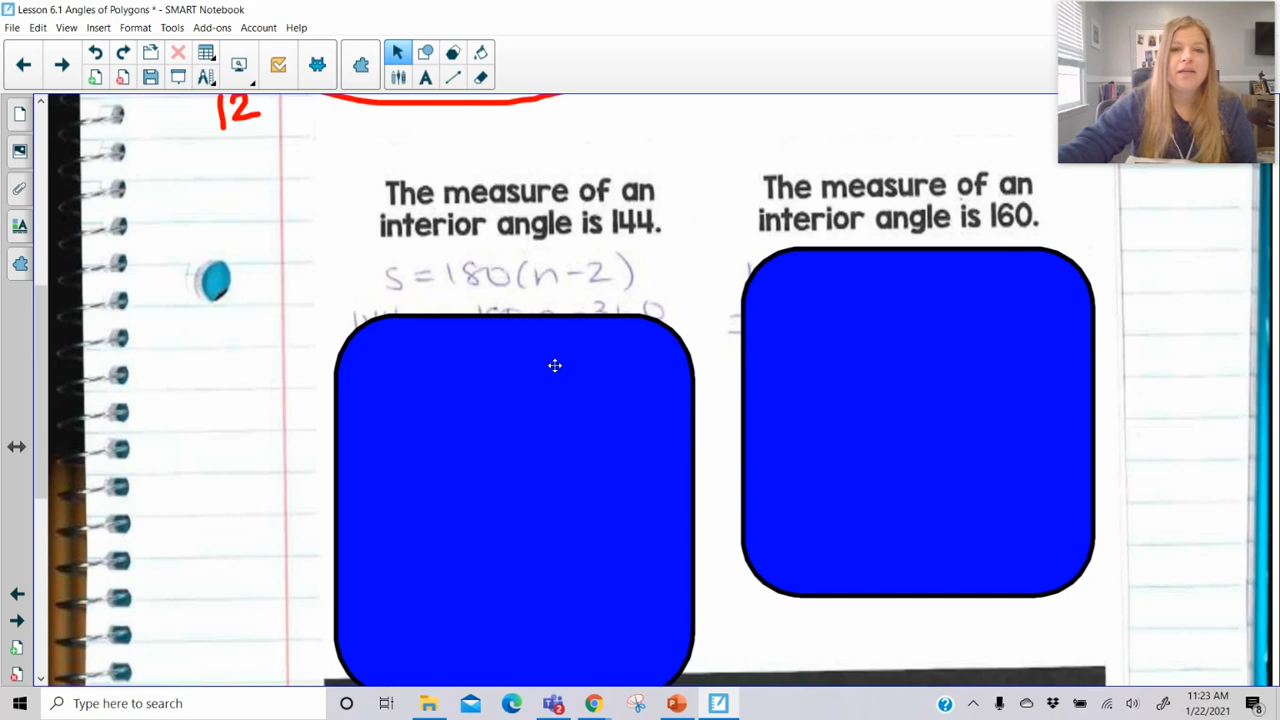 Lesson 6.1 Angles of Polygons * - SMART Notebook
File Edit View Insert Format Tools Add-ons Account Help
12
The measure of an
interior angle is 144.
s = 180(n-2)
The measure of an
interior angle is 160.
Type here to search
11:23 AM
1/22/2021